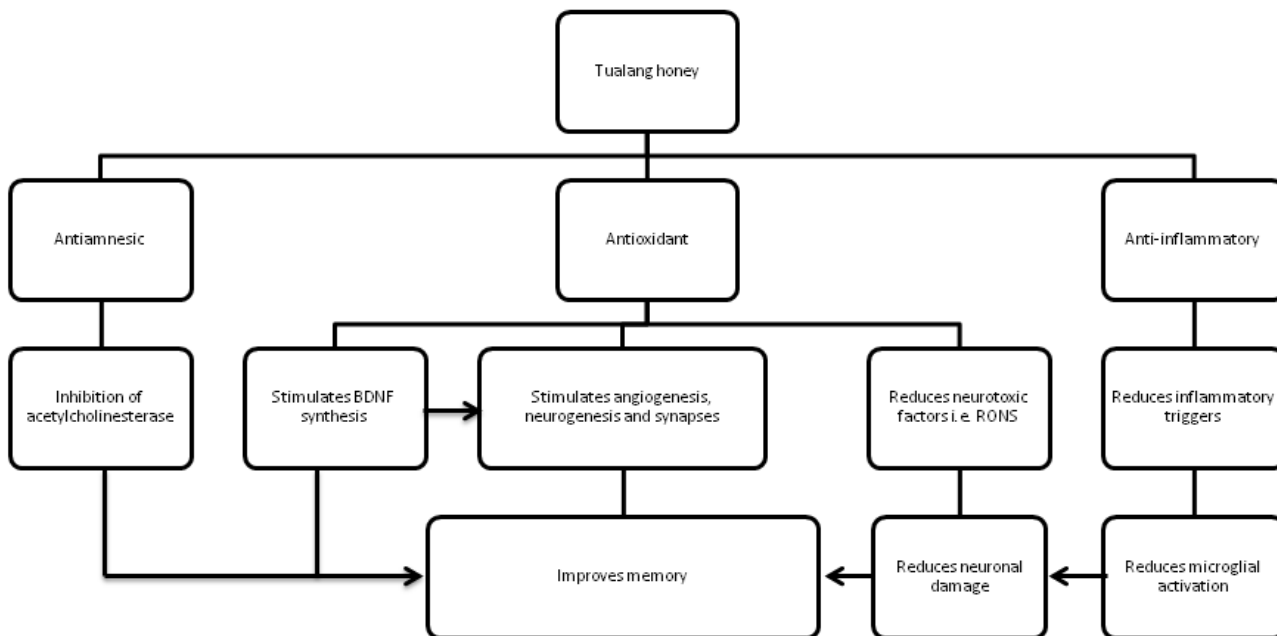 Tualang honey
Antiamnesic
Antioxidant
Anti-inflammatory
Inhibition of
acetylcholinesterase
Stimulates BDNF
synthesis
Stimulates angiogenesis,
neurogenesis and synapses
Reduces neurotoxic
factors i.e. RONS
Reduces inflammatory
triggers
Improves memory
Reduces neuronal
damage
Reduces microglial
activation